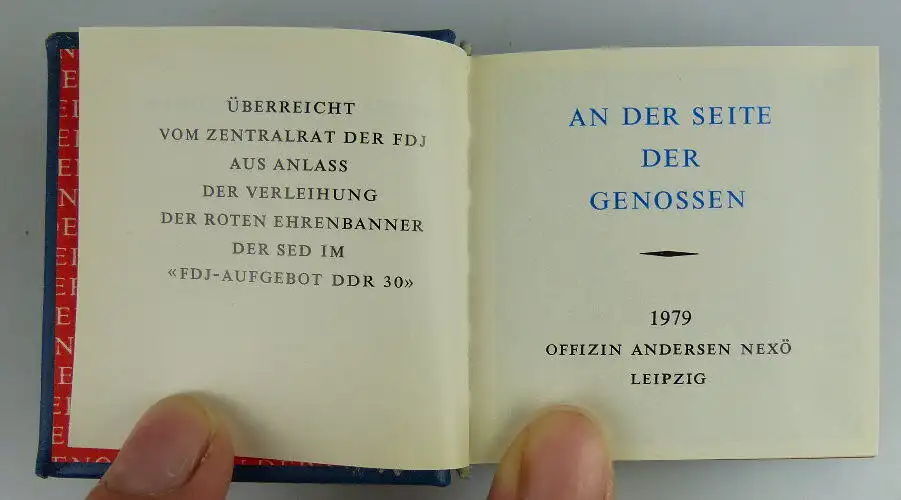 ÜBERREICHT
VOM ZENTRALRAT DER FDJ
AUS ANLASS
DER VERLEIHUNG
DER ROTEN EHRENBANNER
DER SED IM
«FDJ-AUFGEBOT DDR 30»
AN DER SEITE
DER
GENOSSEN
1979
OFFIZIN ANDERSEN NEXÖ
LEIPZIG